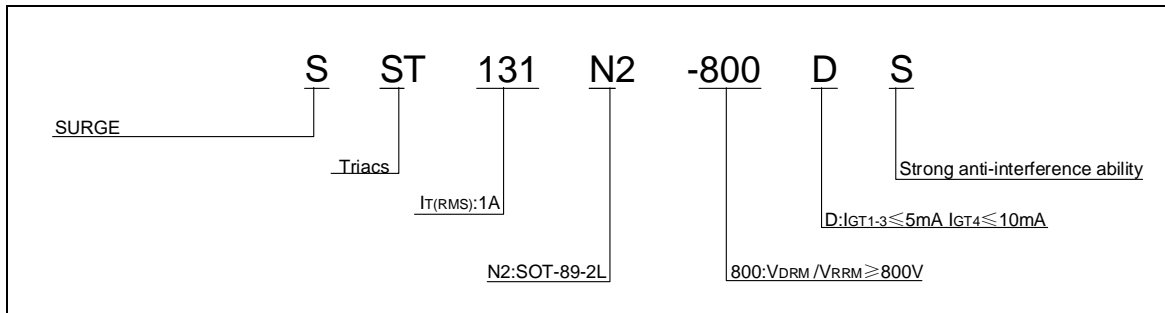 S ST 131 N2 -800 D S
SURGE
Triacs
Strong anti-interference ability
IT(RMS):1A
D:IGT1-3≤5mA IGT4≤10mA
N2:SOT-89-2L
800:VDRM /VRRM≥800V